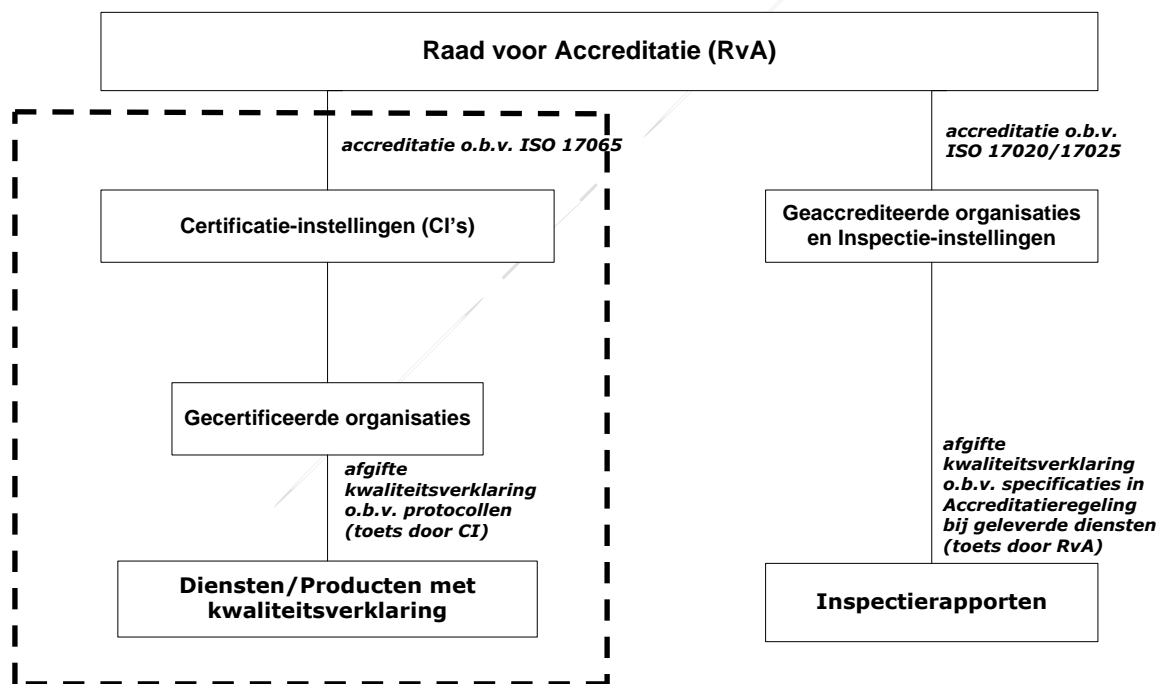 Raad voor Accreditatie (RvA)
accreditatie o.b.v. ISO 17065
Certificatie-instellingen (CI's)
Gecertificeerde organisaties
afgifte
kwaliteitsverklaring
o.b.v. protocollen
(toets door CI)
Diensten/Producten met
kwaliteitsverklaring
accreditatie o.b.v.
ISO 17020/17025
Geaccrediteerde organisaties
en Inspectie-instellingen
afgifte
kwaliteitsverklaring
o.b.v. specificaties in
Accreditatieregeling
bij geleverde diensten
(toets door RvA)
Inspectierapporten